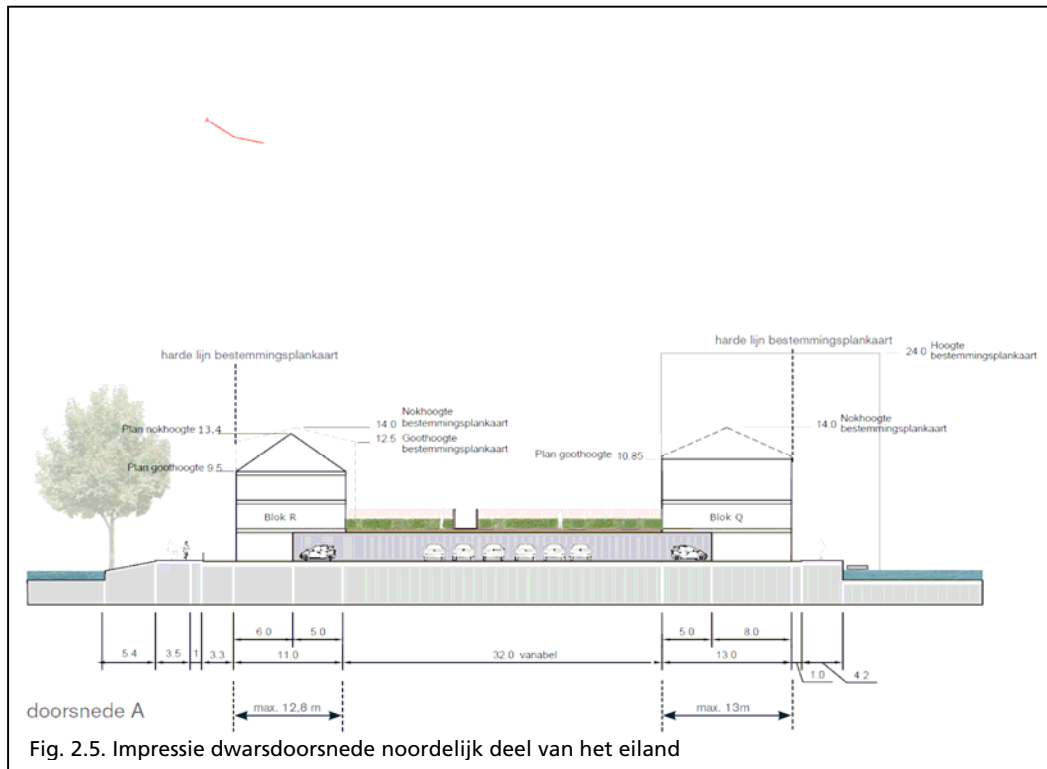 harde lijn bestemmingsplankaart
harde lijn bestemmingsplankaart
24.0 Hoogte
bestemmingsplankaart
Plan nokhoogte 13.4
Nokhoogte
14.0 bestemmingsplankaart
12.5 Goothoogte
bestemmingsplankaart
Nokhoogte
14.0 bestemmingsplankaart
Plan goothoogte 9.5
Plan goothoogte 10.85
Blok R
Blok Q
6.0 5.0 5.0 8.0
5.4 3.5 1 3.3 11.0 32.0 variabel 13.0
1.0 4.2
doorsnede A
max. 12,8 m
max. 13m
Fig. 2.5. Impressie dwarsdoorsnede noordelijk deel van het eiland